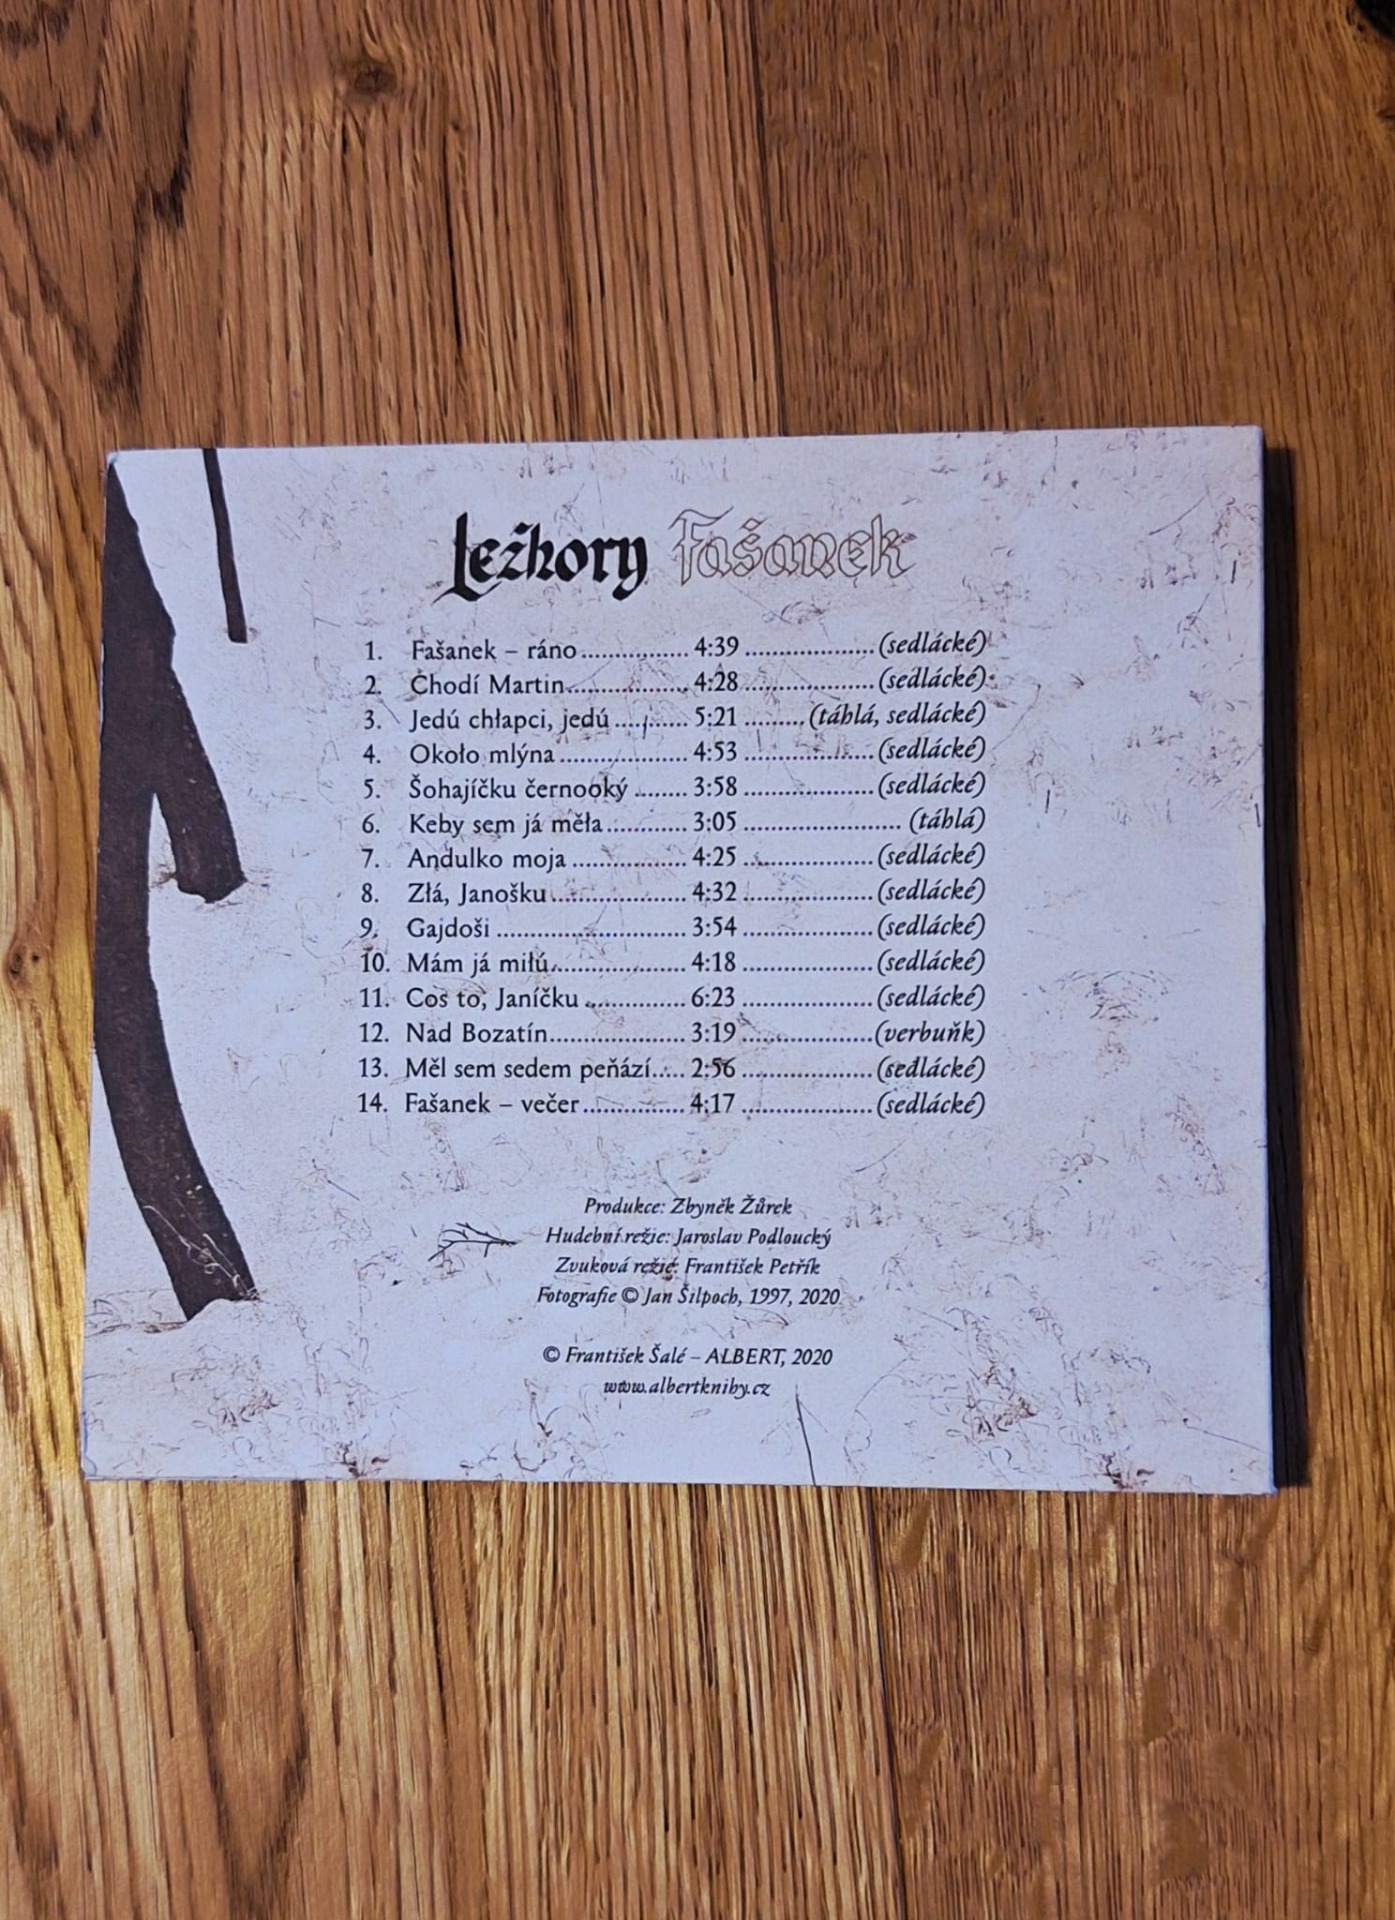 Ležhory Fašanek
1. Fašanek – ráno ................ 4:39 ................... (sedlácké)
2. Chodí Martin .................. 4:28 ................... (sedlácké)
3. Jedú chłapci, jedú ........... 5:21 ......... (táhlá, sedlácké)
4. Około mlýna ................... 4:53 ................... (sedlácké)
5. Šohajíčku černooký ........ 3:58 ................... (sedlácké)
6. Keby sem já měła ............ 3:05 ........................ (táhlá)
7. Andulko moja ................. 4:25 ................... (sedlácké)
8. Złá, Janošku .................... 4:32 ................... (sedlácké)
9. Gajdoši ............................ 3:54 ................... (sedlácké)
10. Mám já miłú .................... 4:18 ................... (sedlácké)
11. Cos to, Janíčku ............... 6:23 ................... (sedlácké)
12. Nad Bozatín .................... 3:19 ................... (verbuňk)
13. Měl sem sedem peňází ..... 2:56 ................... (sedlácké)
14. Fašanek – večer ............... 4:17 ................... (sedlácké)
Produkce: Zbyněk Žůrek
Hudební režie: Jaroslav Podloucký
Zvuková režie: František Petřík
Fotografie © Jan Šilpoch, 1997, 2020
© František Šalé – ALBERT, 2020
www.albertknihy.cz